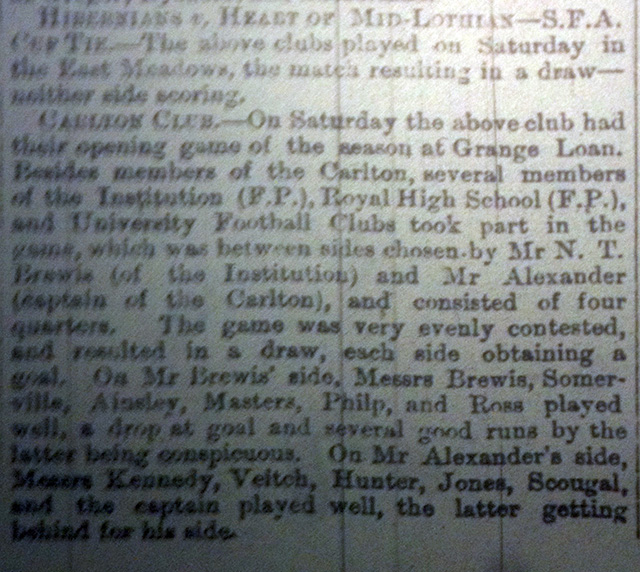 HIBERNIANS v. HEART OF MID-LOTHIAN—S.F.A.
CUP TIE.—The above clubs played on Saturday in
the East Meadows, the match resulting in a draw—
neither side scoring.
CARLTON CLUB.—On Saturday the above club had
their opening game of the season at Grange Loan.
Besides members of the Carlton, several members
of the Institution (F.P.), Royal High School (F.P.),
and University Football Clubs took part in the
game, which was between sides chosen by Mr N. T.
Brewis (of the Institution) and Mr Alexander
(captain of the Carlton), and consisted of four
quarters. The game was very evenly contested,
and resulted in a draw, each side obtaining a
goal. On Mr Brewis' side, Messrs Brewis, Somer-
ville, Ainsley, Masters, Philp, and Ross played
well, a drop at goal and several good runs by the
latter being conspicuous. On Mr Alexander's side,
Messrs Kennedy, Veitch, Hunter, Jones, Scougal,
and the captain played well, the latter getting
behind for his side.